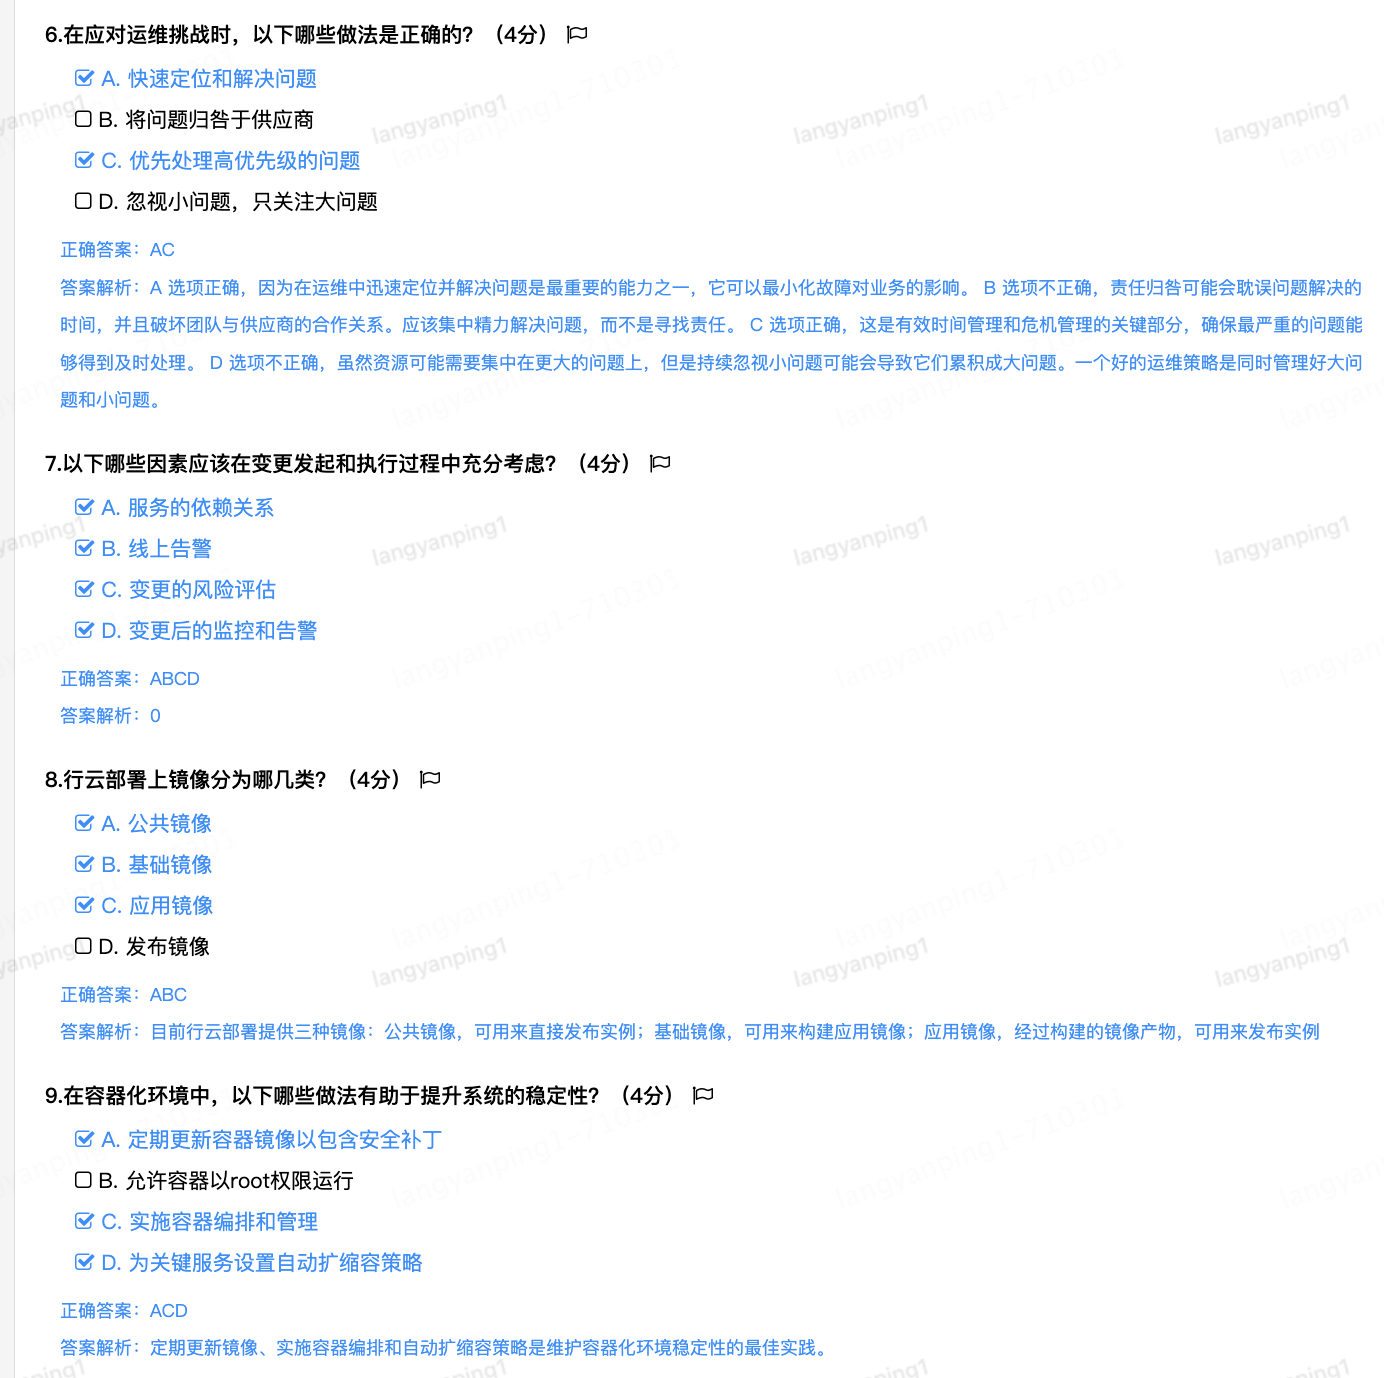 6.在应对运维挑战时，以下哪些做法是正确的？（4分）
A. 快速定位和解决问题
B. 将问题归咎于供应商
C. 优先处理高优先级的问题
D. 忽视小问题，只关注大问题
正确答案：AC
答案解析：A 选项正确，因为在运维中迅速定位并解决问题是最重要的能力之一，它可以最小化故障对业务的影响。 B 选项不正确，责任归咎可能会耽误问题解决的
时间，并且破坏团队与供应商的合作关系。应该集中精力解决问题，而不是寻找责任。 C 选项正确，这是有效时间管理和危机管理的关键部分，确保最严重的问题能
够得到及时处理。 D 选项不正确，虽然资源可能需要集中在更大的问题上，但是持续忽视小问题可能会导致它们累积成大问题。一个好的运维策略是同时管理好大问
题和小问题。
7.以下哪些因素应该在变更发起和执行过程中充分考虑？（4分）
A. 服务的依赖关系
B. 线上告警
C. 变更的风险评估
D. 变更后的监控和告警
正确答案：ABCD
答案解析：0
8.行云部署上镜像分为哪几类？（4分）
A. 公共镜像
B. 基础镜像
C. 应用镜像
D. 发布镜像
正确答案：ABC
答案解析：目前行云部署提供三种镜像：公共镜像，可用来直接发布实例；基础镜像，可用来构建应用镜像；应用镜像，经过构建的镜像产物，可用来发布实例
9.在容器化环境中，以下哪些做法有助于提升系统的稳定性？（4分）
A. 定期更新容器镜像以包含安全补丁
B. 允许容器以root权限运行
C. 实施容器编排和管理
D. 为关键服务设置自动扩缩容策略
正确答案：ACD
答案解析：定期更新镜像、实施容器编排和自动扩缩容策略是维护容器化环境稳定性的最佳实践。
langyanping1
langyanping1
langyanping1
langyanping1
langyanping1
langyanping1
langyanping1
langyanping1
langyanping1